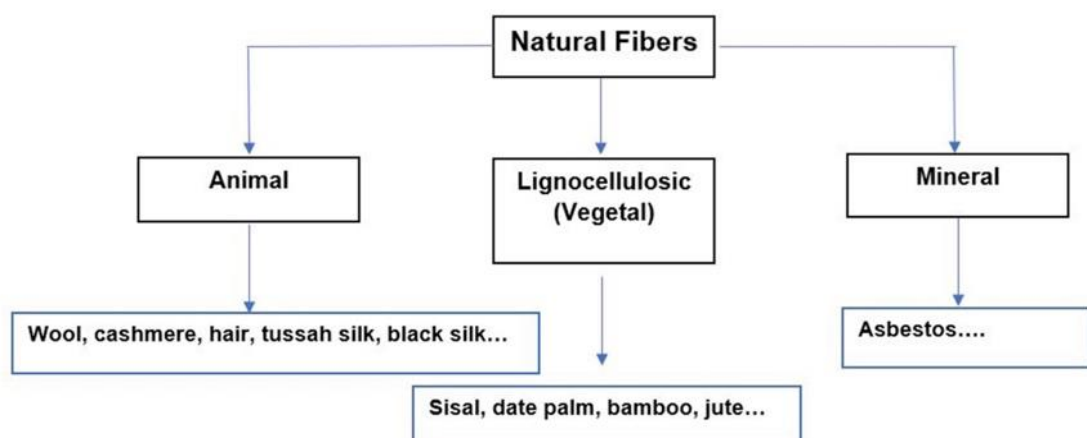 Natural Fibers
Animal
Lignocellulosic
(Vegetal)
Mineral
Wool, cashmere, hair, tussah silk, black silk…
Asbestos….
Sisal, date palm, bamboo, jute…